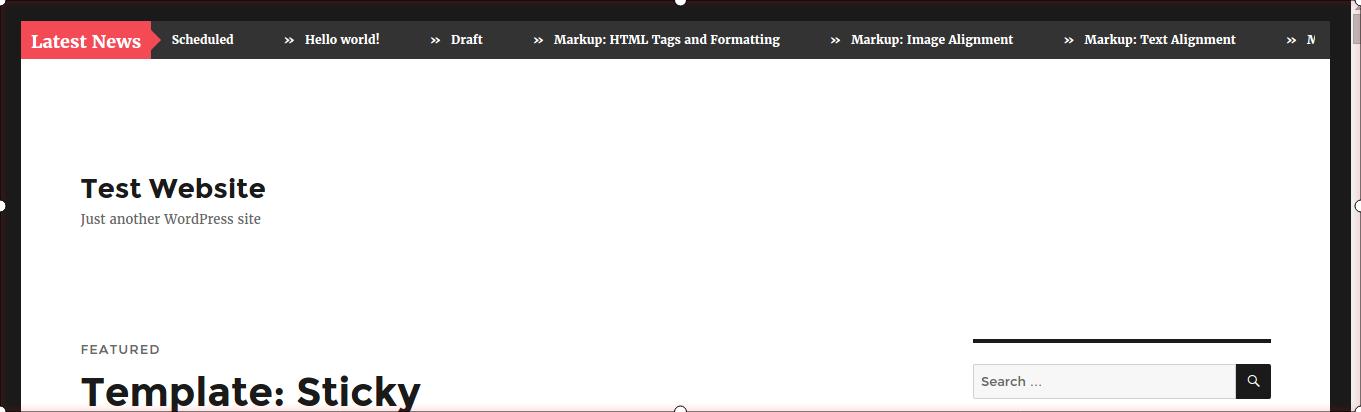 Latest News Scheduled » Hello world! » Draft » Markup: HTML Tags and Formatting » Markup: Image Alignment » Markup: Text Alignment »
Test Website
Just another WordPress site
FEATURED
Template: Sticky
Search ...